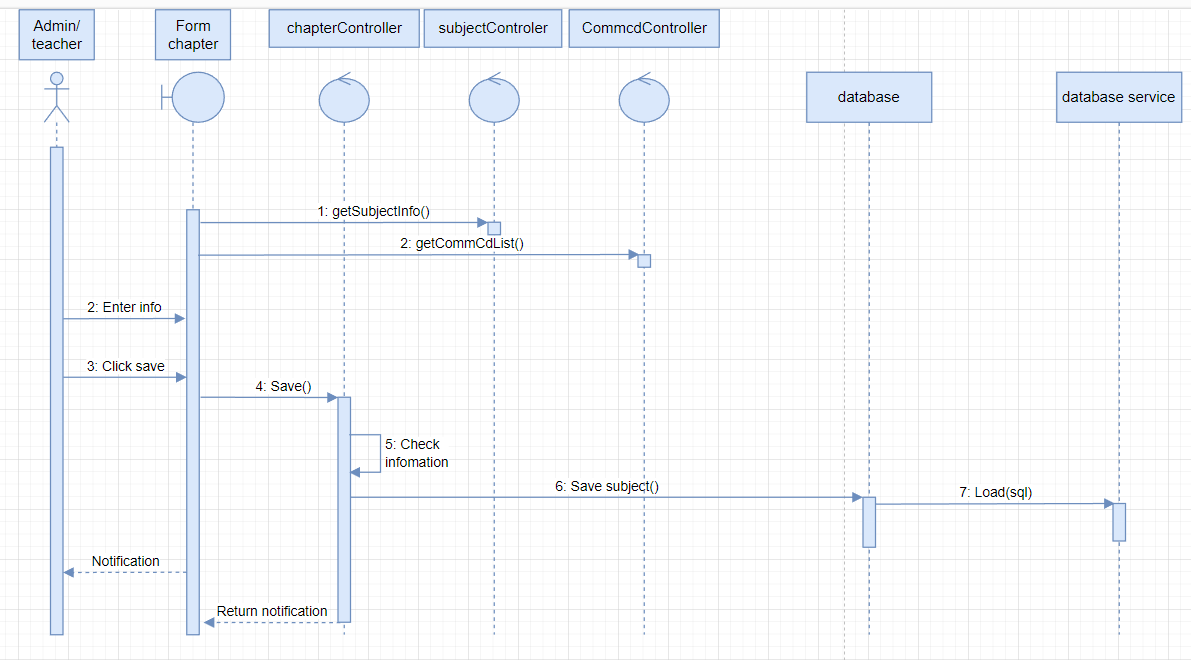 Admin/
teacher
Form
chapter
chapterController
subjectControler
CommcdController
database
database service
1: getSubjectInfo()
2: getCommCdList()
2: Enter info
3: Click save
4: Save()
5: Check
infomation
6: Save subject()
7: Load(sql)
Notification
Return notification